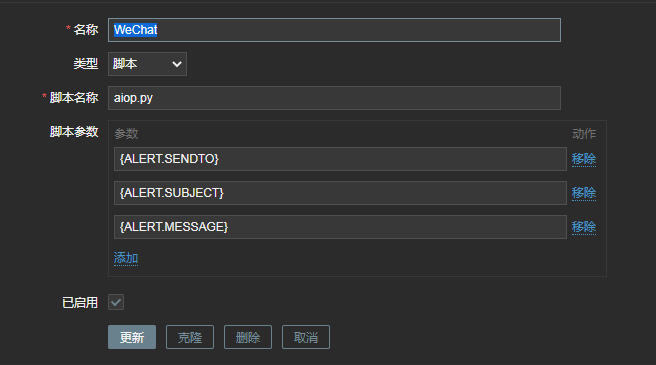 * 名称 WeChat
类型 脚本
* 脚本名称 aiop.py
脚本参数 参数 动作
{ALERT.SENDTO} 移除
{ALERT.SUBJECT} 移除
{ALERT.MESSAGE} 移除
添加
已启用
更新 克隆 删除 取消